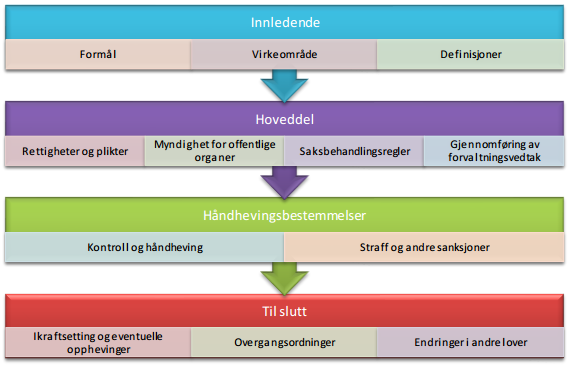 Innledende
Formål
Virkeområde
Definisjoner
Hoveddel
Rettigheter og plikter
Myndighet for offentlige
organer
Saksbehandlingsregler
Gjennomføring av
forvaltningsvedtak
Håndhevingsbestemmelser
Kontroll og håndheving
Straff og andre sanksjoner
Til slutt
Ikraftsetting og eventuelle
opphevinger
Overgangsordninger
Endringer i andre lover